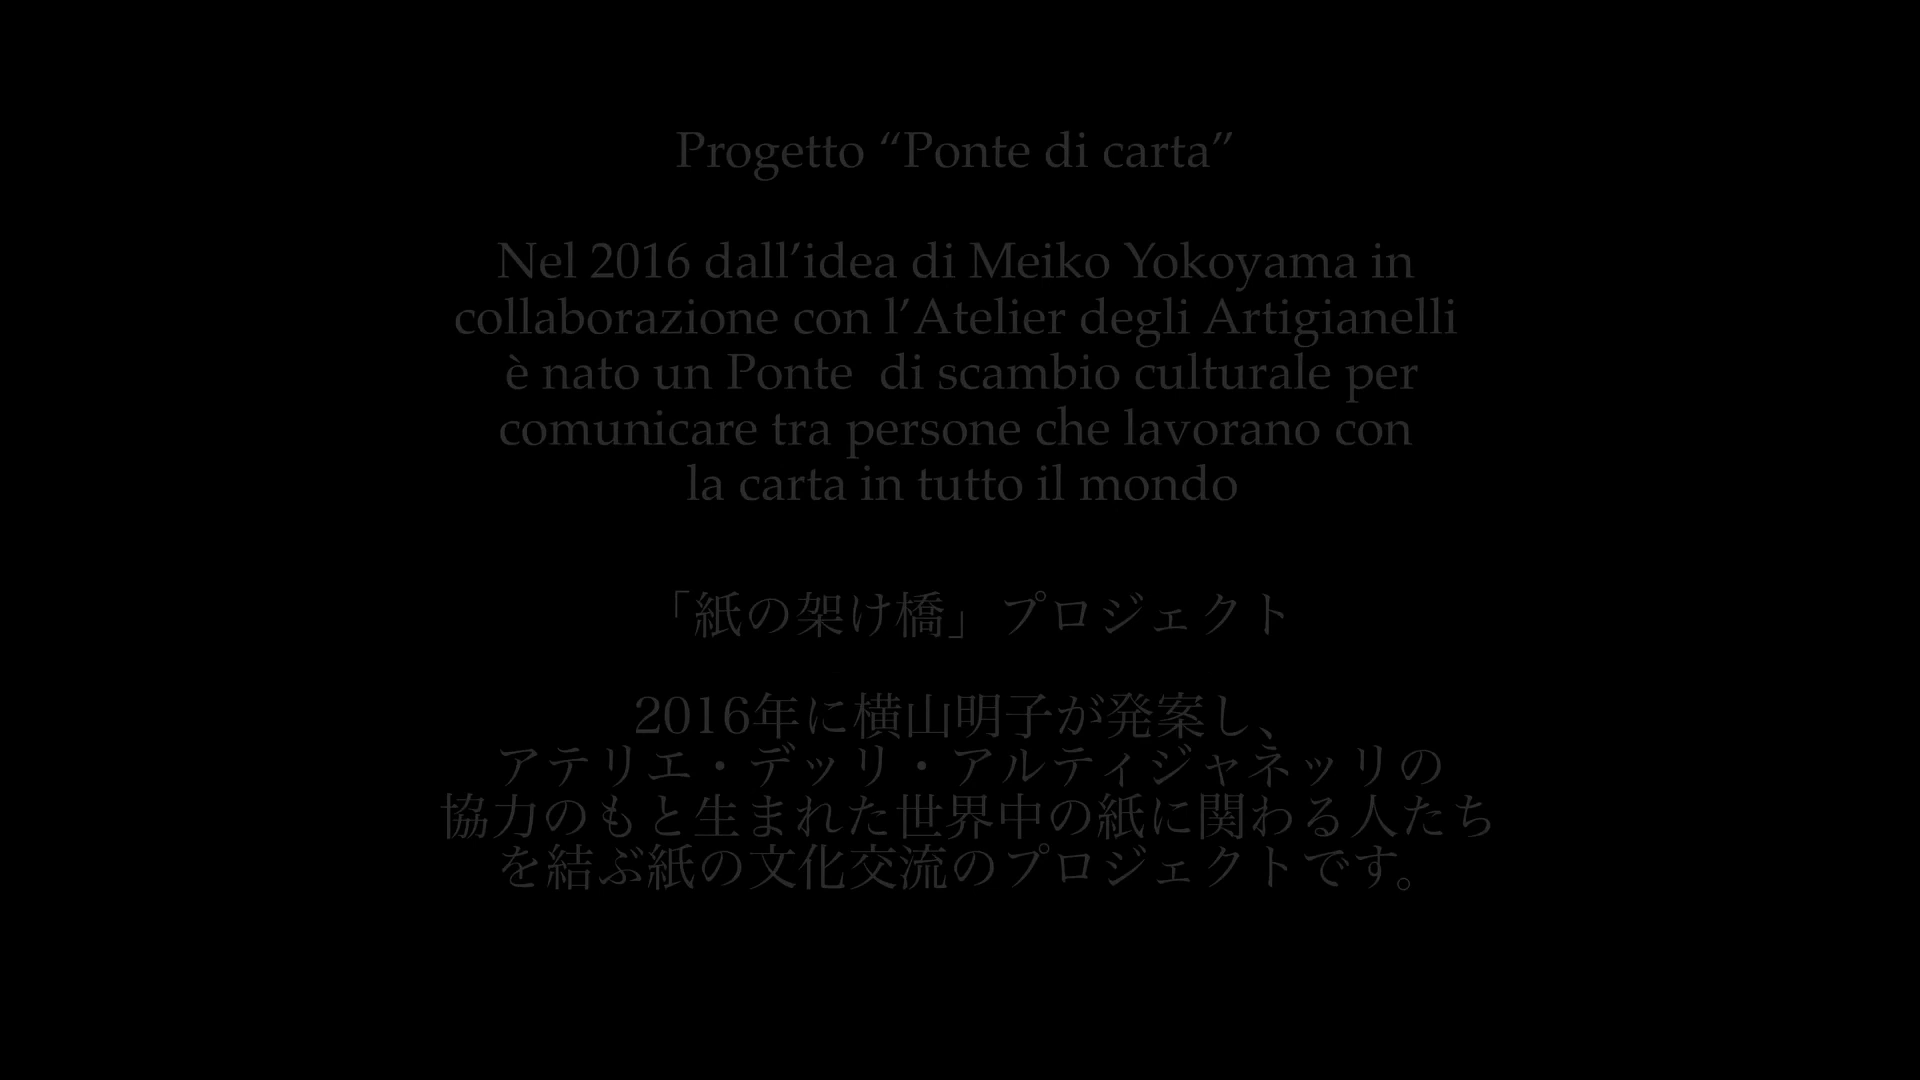 Progetto “Ponte di carta”
Nel 2016 dall’idea di Meiko Yokoyama in
collaborazione con l’Atelier degli Artigianelli
è nato un Ponte  di scambio culturale per
comunicare tra persone che lavorano con
la carta in tutto il mondo
「紙の架け橋」プロジェクト
2016年に横山明子が発案し、
アテリエ・デッリ・アルティジャネッリの
協力のもと生まれた世界中の紙に関わる人たち
を結ぶ紙の文化交流のプロジェクトです。